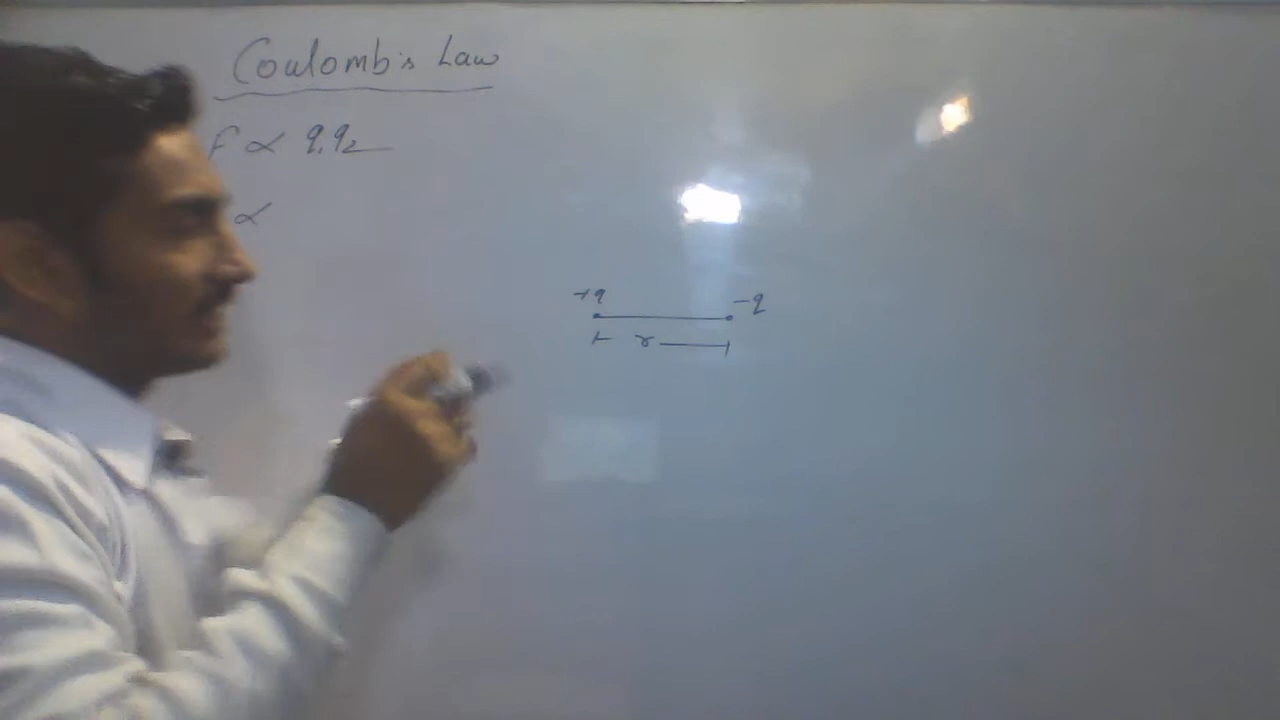 Coulomb's Law
F ∝ q₁q₂
∝
+q
-q
r